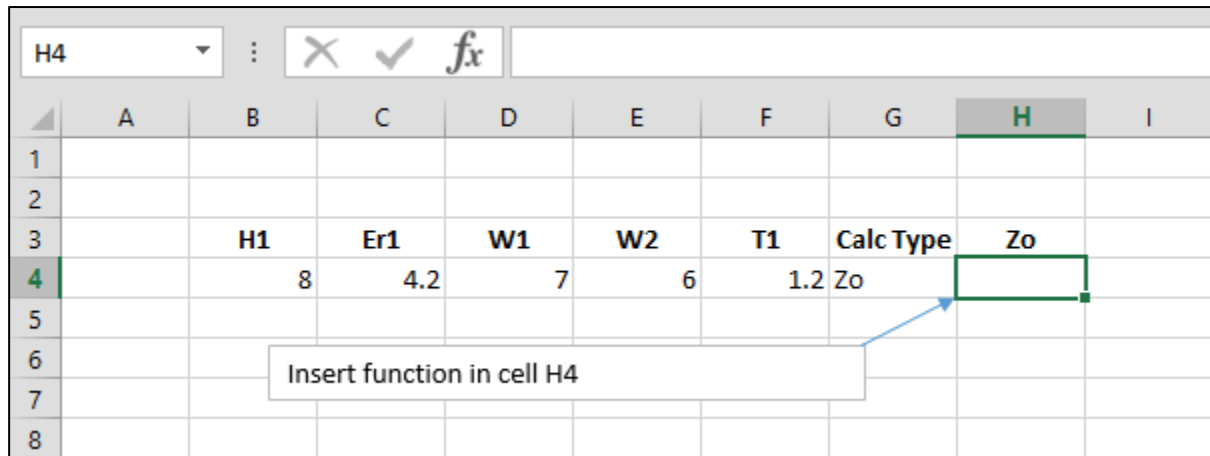 H4 fx
A B C D E F G H I
1
2
3 H1 Er1 W1 W2 T1 Calc Type Zo
4 8 4.2 7 6 1.2 Zo
5
6 Insert function in cell H4
7
8